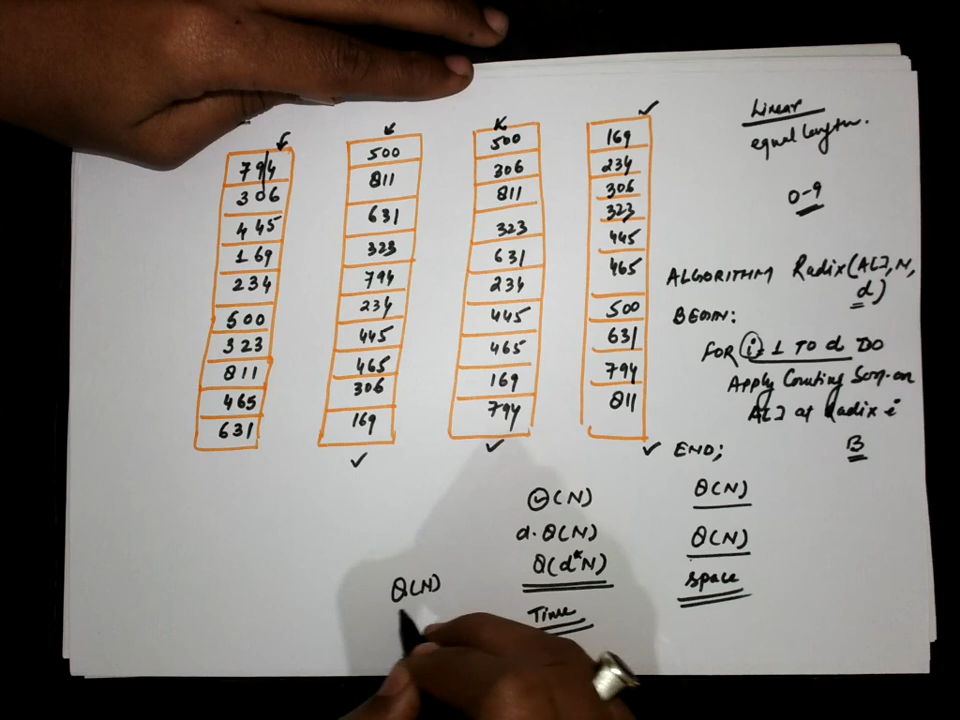 794
306
445
169
234
500
323
811
465
631
500
811
631
323
794
234
445
465
306
169
500
306
811
323
631
234
445
465
169
794
169
234
306
323
445
465
500
631
794
811
Linear
equal length.
0-9
ALGORITHM Radix(A[], N,
d)
BEGIN:
FOR i=1 TO d DO
Apply Counting Sort on
A[] at Radix i
END;
B
Θ(N)
d. Θ(N)
Θ(d*N)
Time
Θ(N)
Θ(N)
Space
Θ(N)